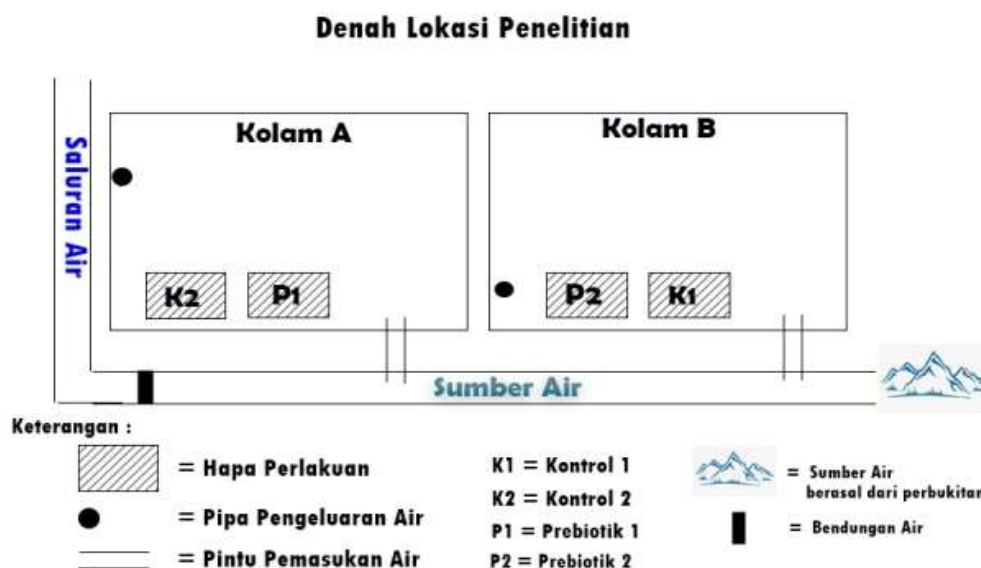 Denah Lokasi Penelitian
Saluran Air
Kolam A
Kolam B
K2
P1
P2
K1
Sumber Air
Keterangan :
= Hapa Perlakuan
= Pipa Pengeluaran Air
= Pintu Pemasukan Air
K1 = Kontrol 1
K2 = Kontrol 2
P1 = Prebiotik 1
P2 = Prebiotik 2
= Sumber Air
berasal dari perbukitan
= Bendungan Air